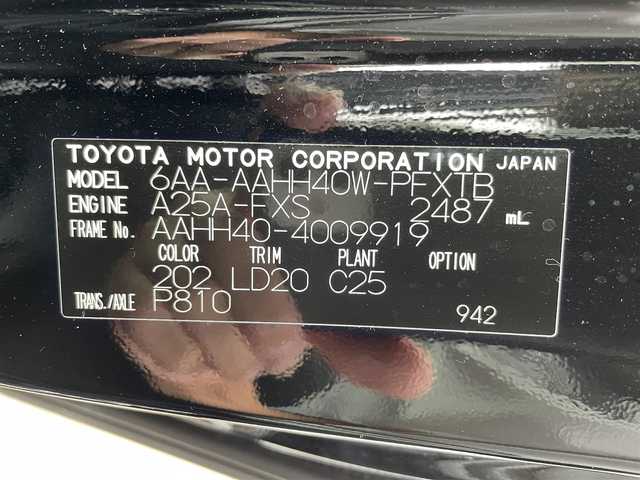 TOYOTA MOTOR CORPORATION JAPAN
MODEL 6AA-AAHH40W-PFXTB
ENGINE A25A-FXS 2487 mL
FRAME No. AAHH40-4009919
COLOR TRIM PLANT OPTION
202 LD20 C25
TRANS./AXLE P810
942